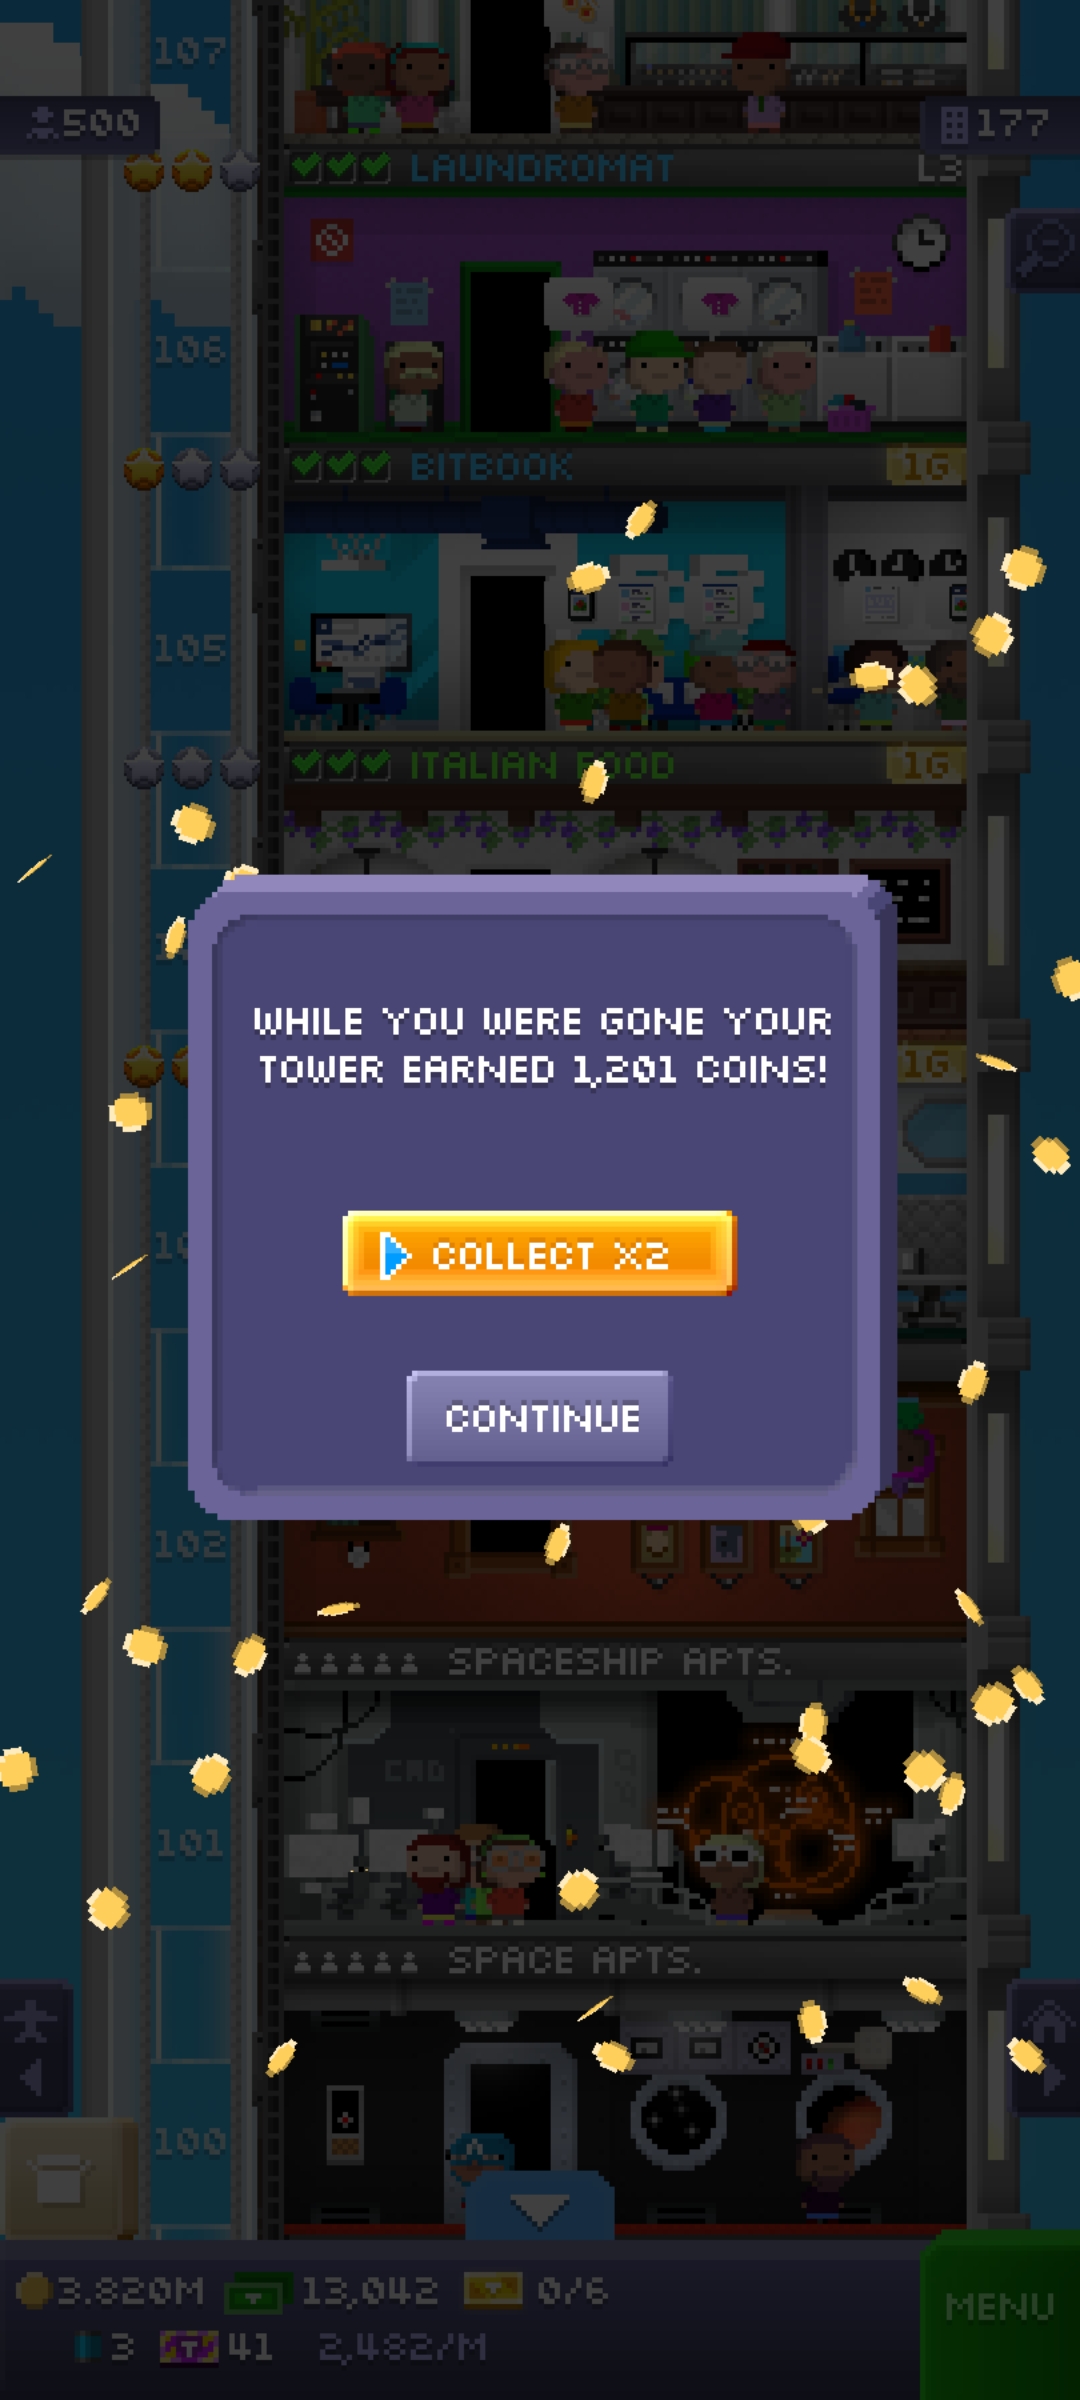 107
500
177
LAUNDROMAT L3
106
BITBOOK 1G
105
ITALIAN FOOD 1G
WHILE YOU WERE GONE YOUR
TOWER EARNED 1,201 COINS!
1G
COLLECT X2
CONTINUE
102
SPACESHIP APTS.
CMD
101
SPACE APTS.
100
3.820M 13,042 0/6
MENU
3 T 41 2,482/M